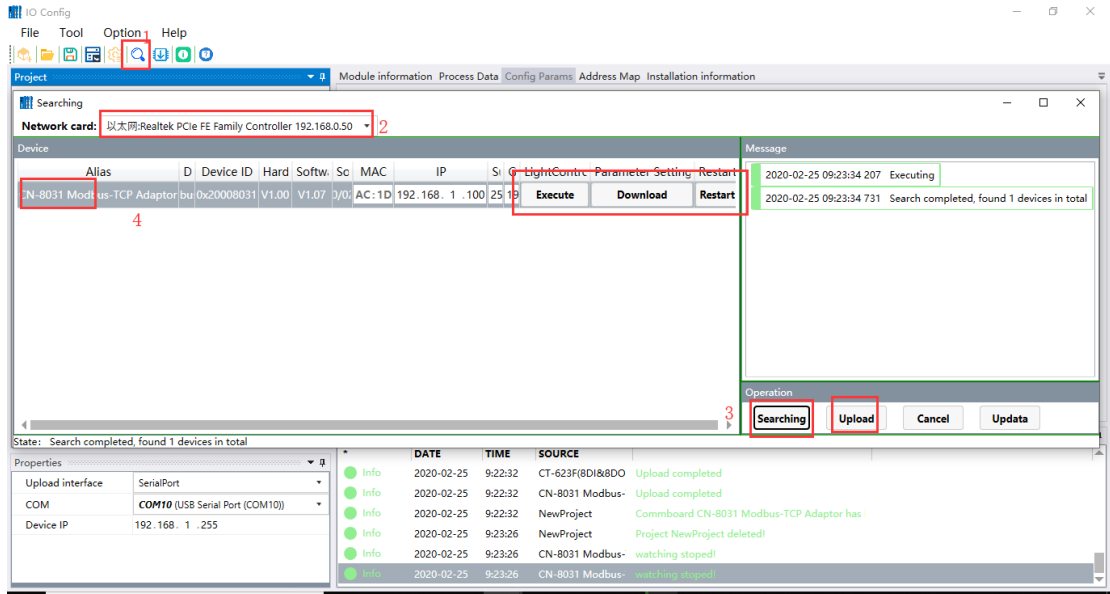 IO Config
File Tool Option Help
1
Project
Module information Process Data Config Params Address Map Installation information
Searching
Network card: 以太网:Realtek PCIe FE Family Controller 192.168.0.50
2
Device
Message
Alias D Device ID Hard Softw. Sc MAC IP LightContrc Parameter Setting Restart
CN-8031 Modbus-TCP Adaptor bu 0x20008031 V1.00 V1.07 AC:1D 192.168. 1 .100 25 19 Execute Download Restart
4
2020-02-25 09:23:34 207 Executing
2020-02-25 09:23:34 731 Search completed, found 1 devices in total
Operation
3
Searching Upload Cancel Updata
State: Search completed, found 1 devices in total
Properties
Upload interface SerialPort
COM COM10 (USB Serial Port (COM10))
Device IP 192.168. 1 .255
* DATE TIME SOURCE
Info 2020-02-25 9:22:32 CT-623F(8DI&8DO Upload completed
Info 2020-02-25 9:22:32 CN-8031 Modbus- Upload completed
Info 2020-02-25 9:22:32 NewProject Commboard CN-8031 Modbus-TCP Adaptor has
Info 2020-02-25 9:23:26 NewProject Project NewProject deleted!
Info 2020-02-25 9:23:26 CN-8031 Modbus- watching stoped!
Info 2020-02-25 9:23:26 CN-8031 Modbus- watching stoped!